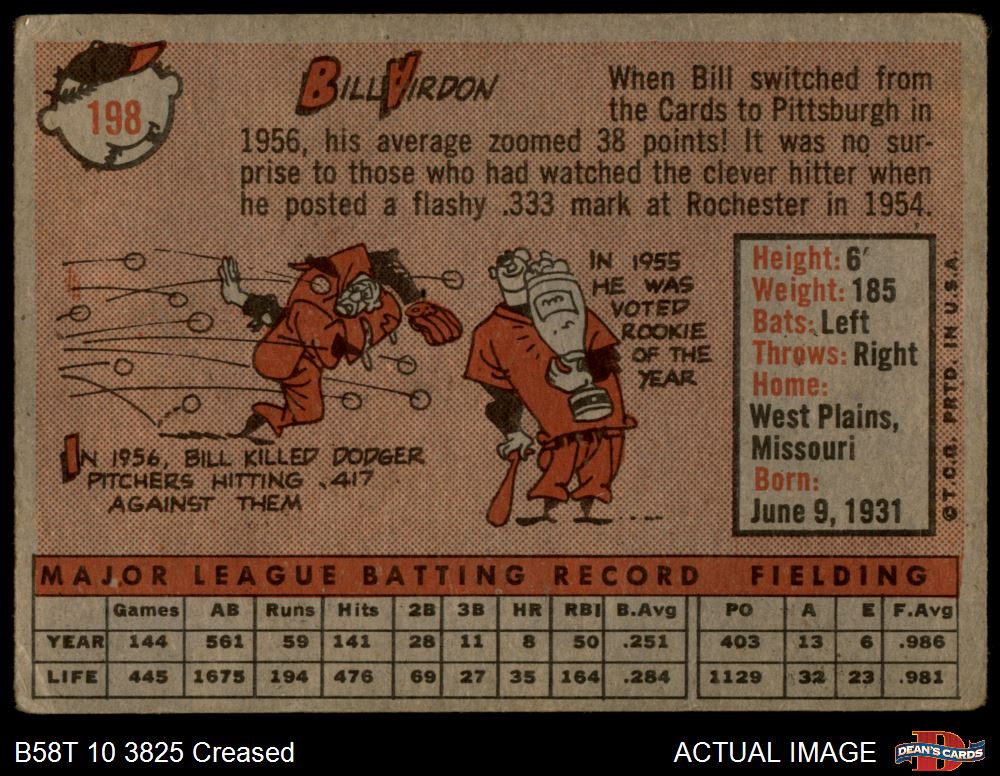 198
BILL VIRDON
When Bill switched from
the Cards to Pittsburgh in
1956, his average zoomed 38 points! It was no sur-
prise to those who had watched the clever hitter when
he posted a flashy .333 mark at Rochester in 1954.
IN 1956, BILL KILLED DODGER
PITCHERS HITTING .417
AGAINST THEM
IN 1955
HE WAS
VOTED
ROOKIE
OF THE
YEAR
Height: 6'
Weight: 185
Bats: Left
Throws: Right
Home:
West Plains,
Missouri
Born:
June 9, 1931
© T.C.G. PRTD. IN U.S.A.
MAJOR LEAGUE BATTING RECORD FIELDING
Games AB Runs Hits 2B 3B HR RBI B.Avg PO A E F.Avg
YEAR 144 561 59 141 28 11 8 50 .251 403 13 6 .986
LIFE 445 1675 194 476 69 27 35 164 .284 1129 32 23 .981
B58T 10 3825 Creased
ACTUAL IMAGE
D
DEAN'S CARDS